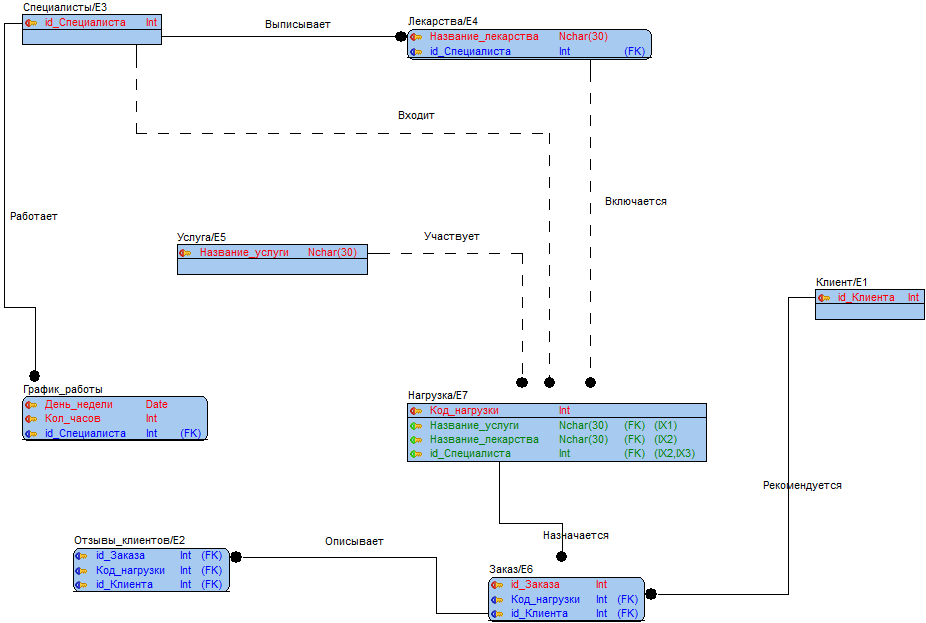 Специалисты/E3
id_Специалиста Int
Выписывает
Лекарства/E4
Название_лекарства Nchar(30)
id_Специалиста Int (FK)
Входит
Работает
Включается
Услуга/E5
Название_услуги Nchar(30)
Участвует
Клиент/E1
id_Клиента Int
График_работы
День_недели Date
Кол_часов Int
id_Специалиста Int (FK)
Нагрузка/E7
Код_нагрузки Int
Название_услуги Nchar(30) (FK) (IX1)
Название_лекарства Nchar(30) (FK) (IX2)
id_Специалиста Int (FK) (IX2,IX3)
Рекомендуется
Назначается
Отзывы_клиентов/E2
id_Заказа Int (FK)
Код_нагрузки Int (FK)
id_Клиента Int (FK)
Описывает
Заказ/E6
id_Заказа Int
Код_нагрузки Int (FK)
id_Клиента Int (FK)